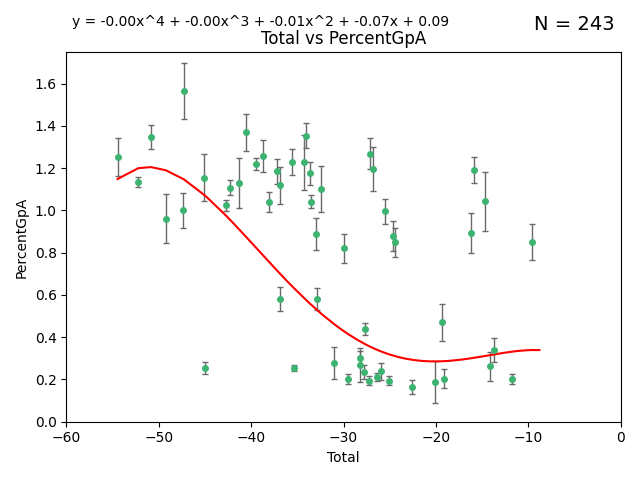 y = -0.00x^4 + -0.00x^3 + -0.01x^2 + -0.07x + 0.09
N = 243
Total vs PercentGpA
1.6
1.4
1.2
1.0
0.8
0.6
0.4
0.2
0.0
PercentGpA
−60 −50 −40 −30 −20 −10 0
Total